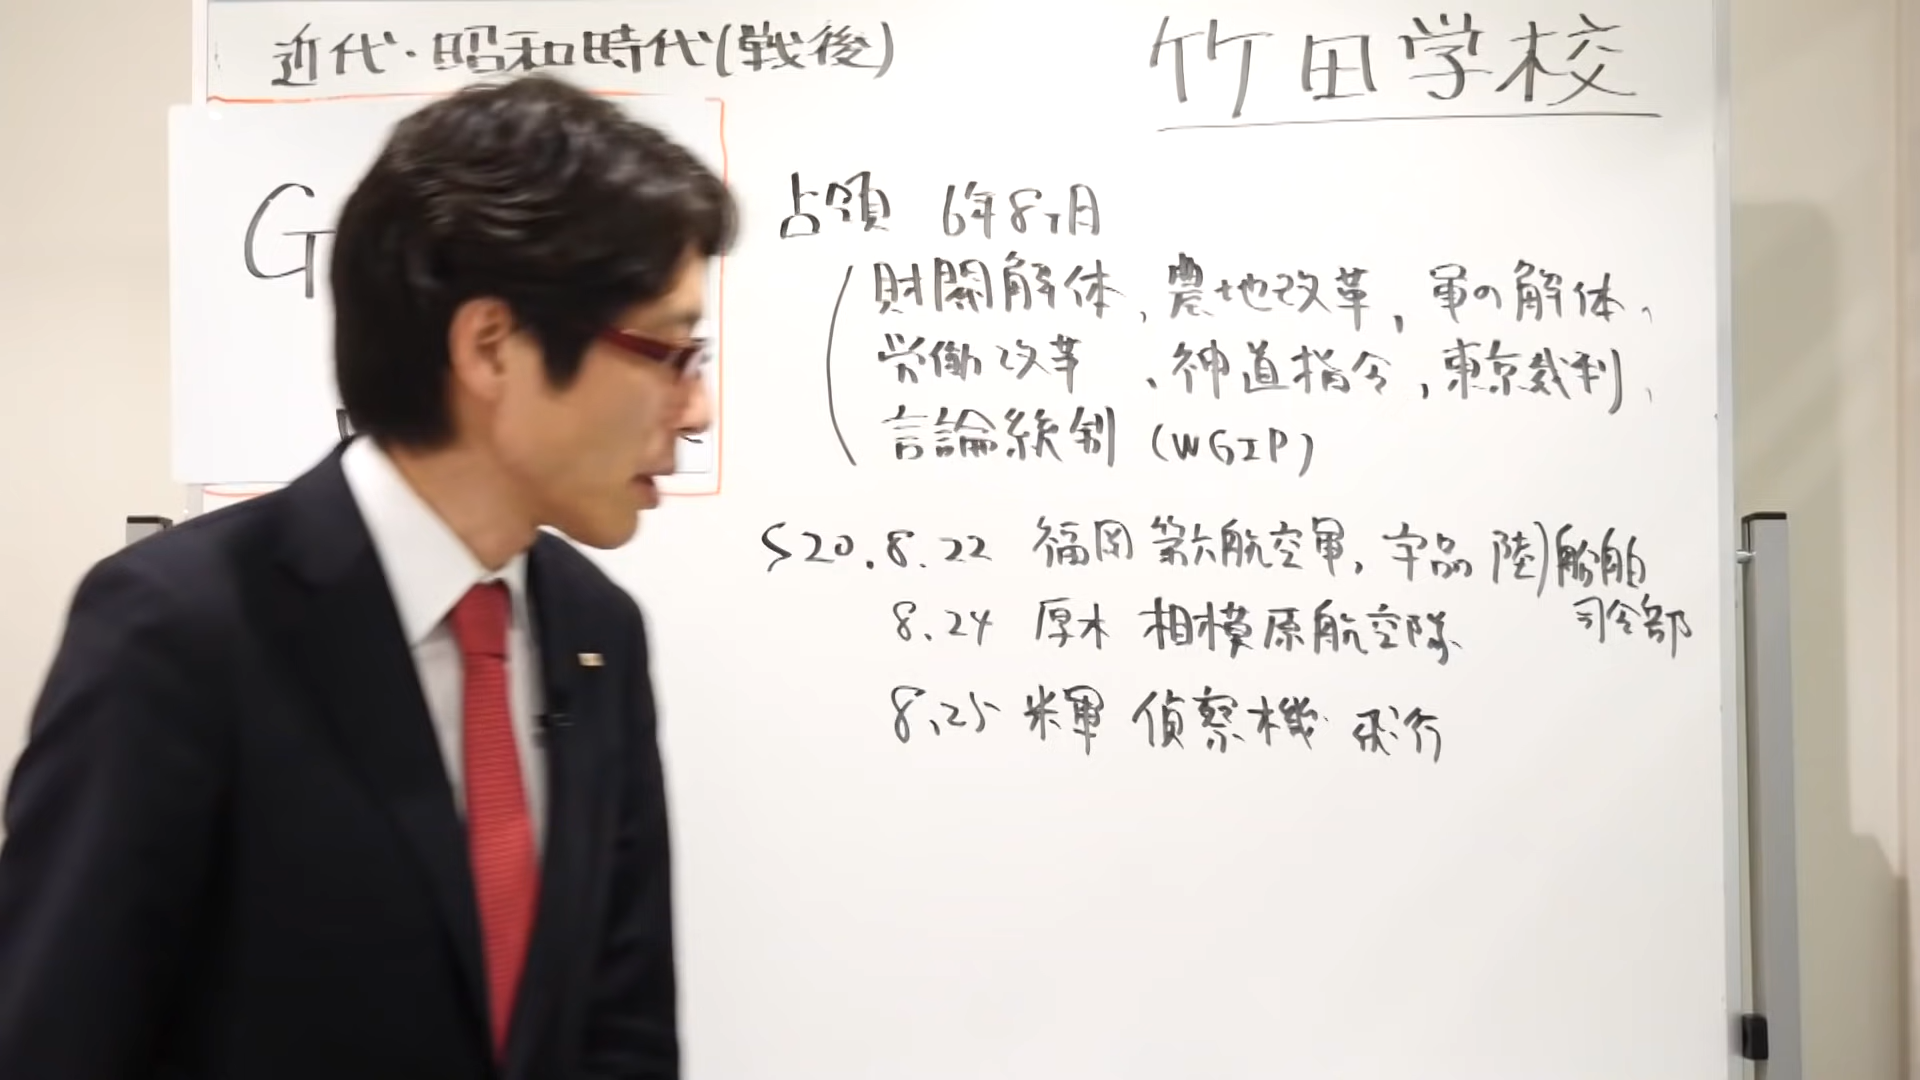 近代・昭和時代(戦後)
竹田学校
G
占領 6年8ヶ月
財閥解体、農地改革、軍の解体、
労働改革、神道指令、東京裁判、
言論統制 (WGIP)
S20.8.22 福岡 第六航空軍、宇品 陸)船舶
司令部
8.24 厚木 相模原航空隊
8.25 米軍 偵察機 飛行